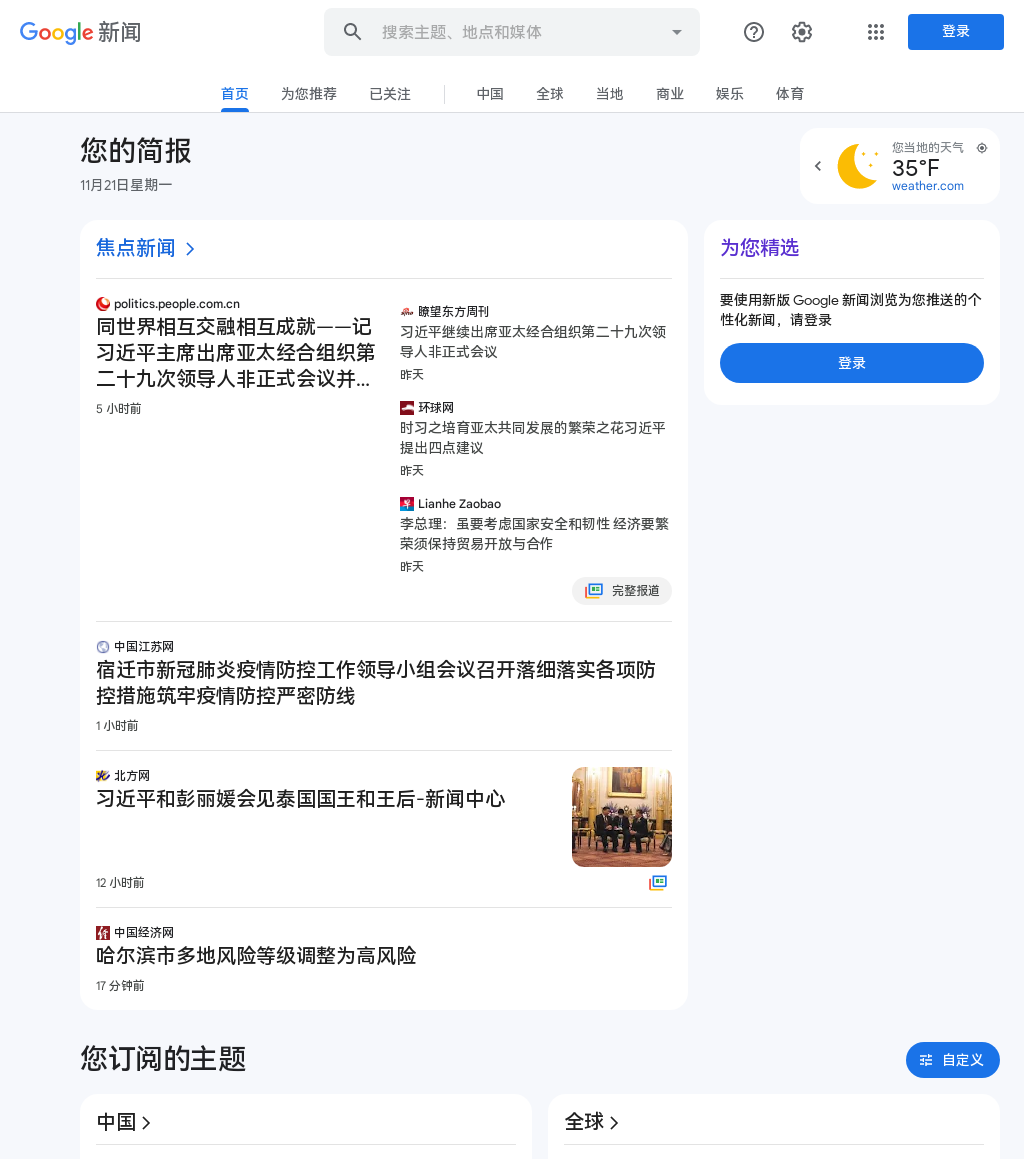 Google 新闻
搜索主题、地点和媒体
登录
首页
为您推荐
已关注
中国
全球
当地
商业
娱乐
体育
您的简报
11月21日星期一
您当地的天气
35°F
weather.com
焦点新闻
politics.people.com.cn
同世界相互交融相互成就——记
习近平主席出席亚太经合组织第
二十九次领导人非正式会议并...
5 小时前
瞭望东方周刊
习近平继续出席亚太经合组织第二十九次领
导人非正式会议
昨天
环球网
时习之培育亚太共同发展的繁荣之花习近平
提出四点建议
昨天
Lianhe Zaobao
李总理：虽要考虑国家安全和韧性 经济要繁
荣须保持贸易开放与合作
昨天
完整报道
中国江苏网
宿迁市新冠肺炎疫情防控工作领导小组会议召开落细落实各项防
控措施筑牢疫情防控严密防线
1 小时前
北方网
习近平和彭丽媛会见泰国国王和王后-新闻中心
12 小时前
中国经济网
哈尔滨市多地风险等级调整为高风险
17 分钟前
为您精选
要使用新版 Google 新闻浏览为您推送的个
性化新闻，请登录
登录
您订阅的主题
自定义
中国
全球